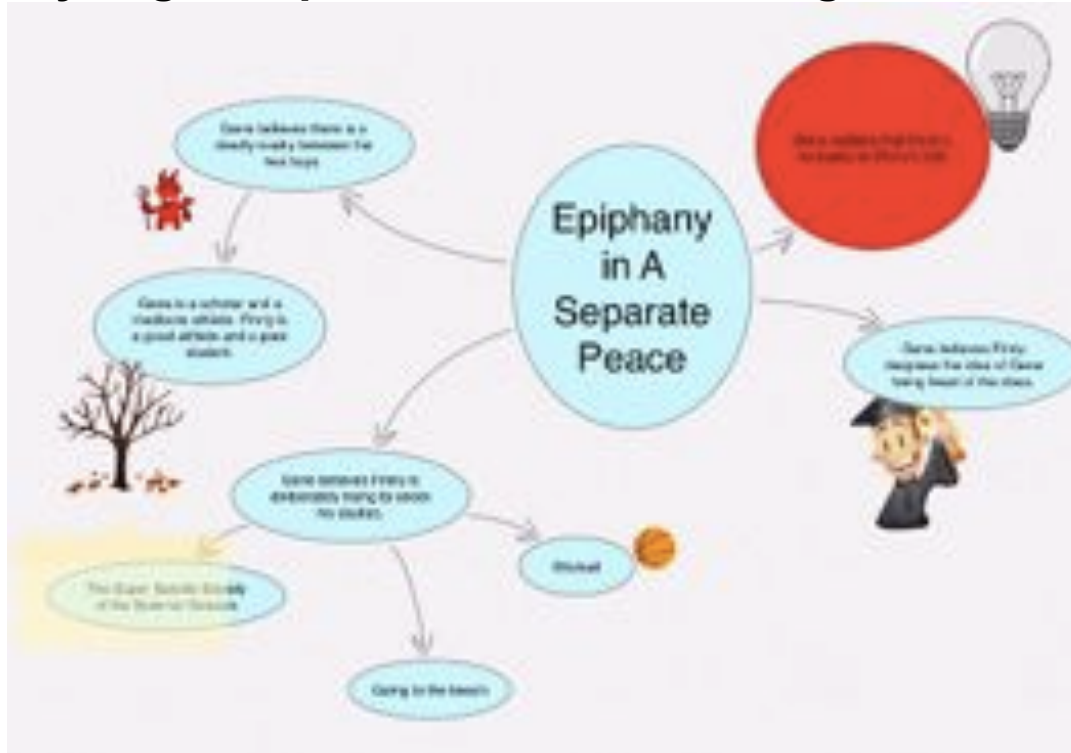 Epiphany
in A
Separate
Peace
Gene believes there is a
deadly rivalry between the
two boys.
Gene is a scholar and a
mediocre athlete. Finny is
a good athlete and a poor
student.
Gene believes Finny is
deliberately trying to wreck
his studies.
The Super Suicide Society
of the Summer Session
Going to the beach
Blitzball
Gene believes Finny
despises the idea of Gene
being head of the class.
Gene realizes that